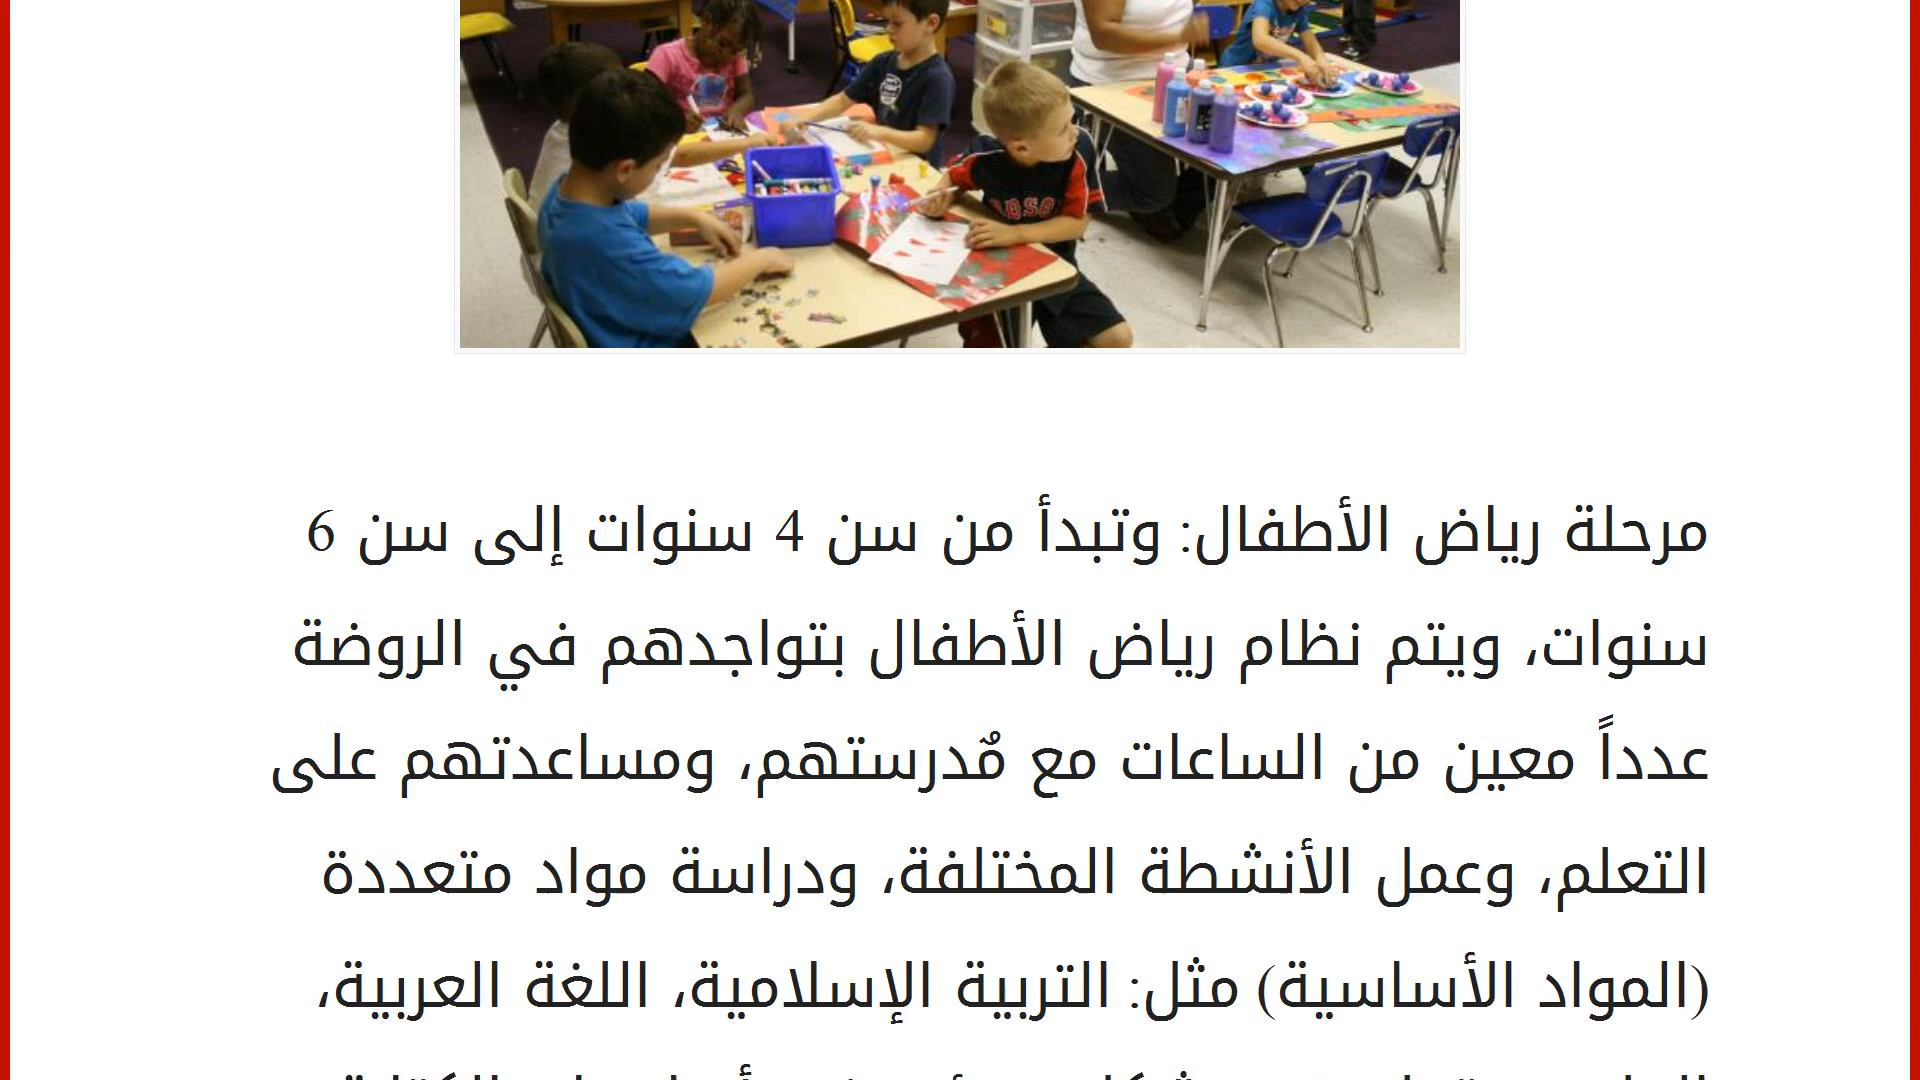 مرحلة رياض الأطفال: وتبدأ من سن 4 سنوات إلى سن 6
سنوات، ويتم نظام رياض الأطفال بتواجدهم في الروضة
عدداً معين من الساعات مع مُدرستهم، ومساعدتهم على
التعلم، وعمل الأنشطة المختلفة، ودراسة مواد متعددة
(المواد الأساسية) مثل: التربية الإسلامية، اللغة العربية،